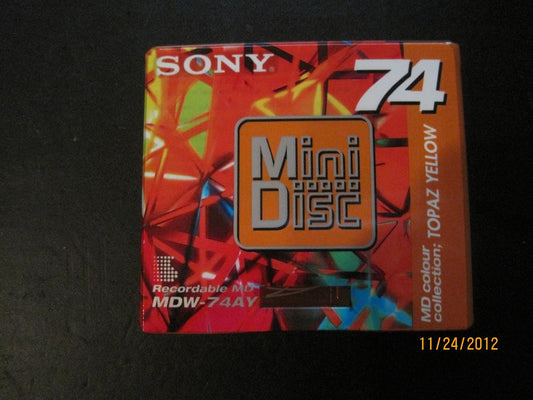 SONY
74
Mini
Disc
Recordable MD
MDW-74AY
MD colour
collection; TOPAZ YELLOW
11/24/2012